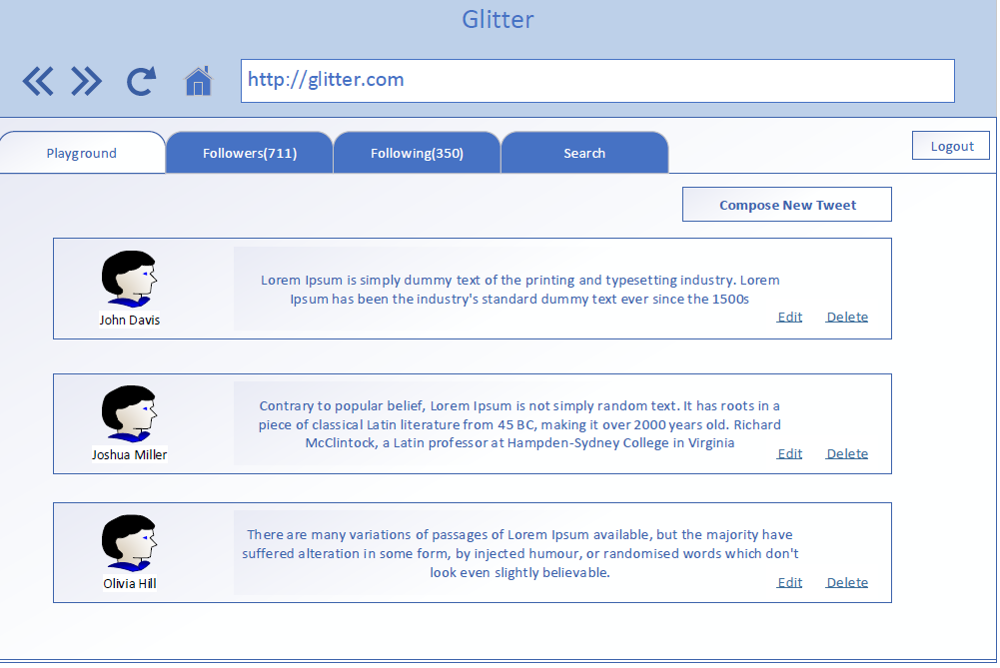 Glitter
http://glitter.com
Playground
Followers(711)
Following(350)
Search
Logout
Compose New Tweet
Lorem Ipsum is simply dummy text of the printing and typesetting industry. Lorem
Ipsum has been the industry's standard dummy text ever since the 1500s
John Davis
Edit
Delete
Contrary to popular belief, Lorem Ipsum is not simply random text. It has roots in a
piece of classical Latin literature from 45 BC, making it over 2000 years old. Richard
McClintock, a Latin professor at Hampden-Sydney College in Virginia
Joshua Miller
Edit
Delete
There are many variations of passages of Lorem Ipsum available, but the majority have
suffered alteration in some form, by injected humour, or randomised words which don't
look even slightly believable.
Olivia Hill
Edit
Delete